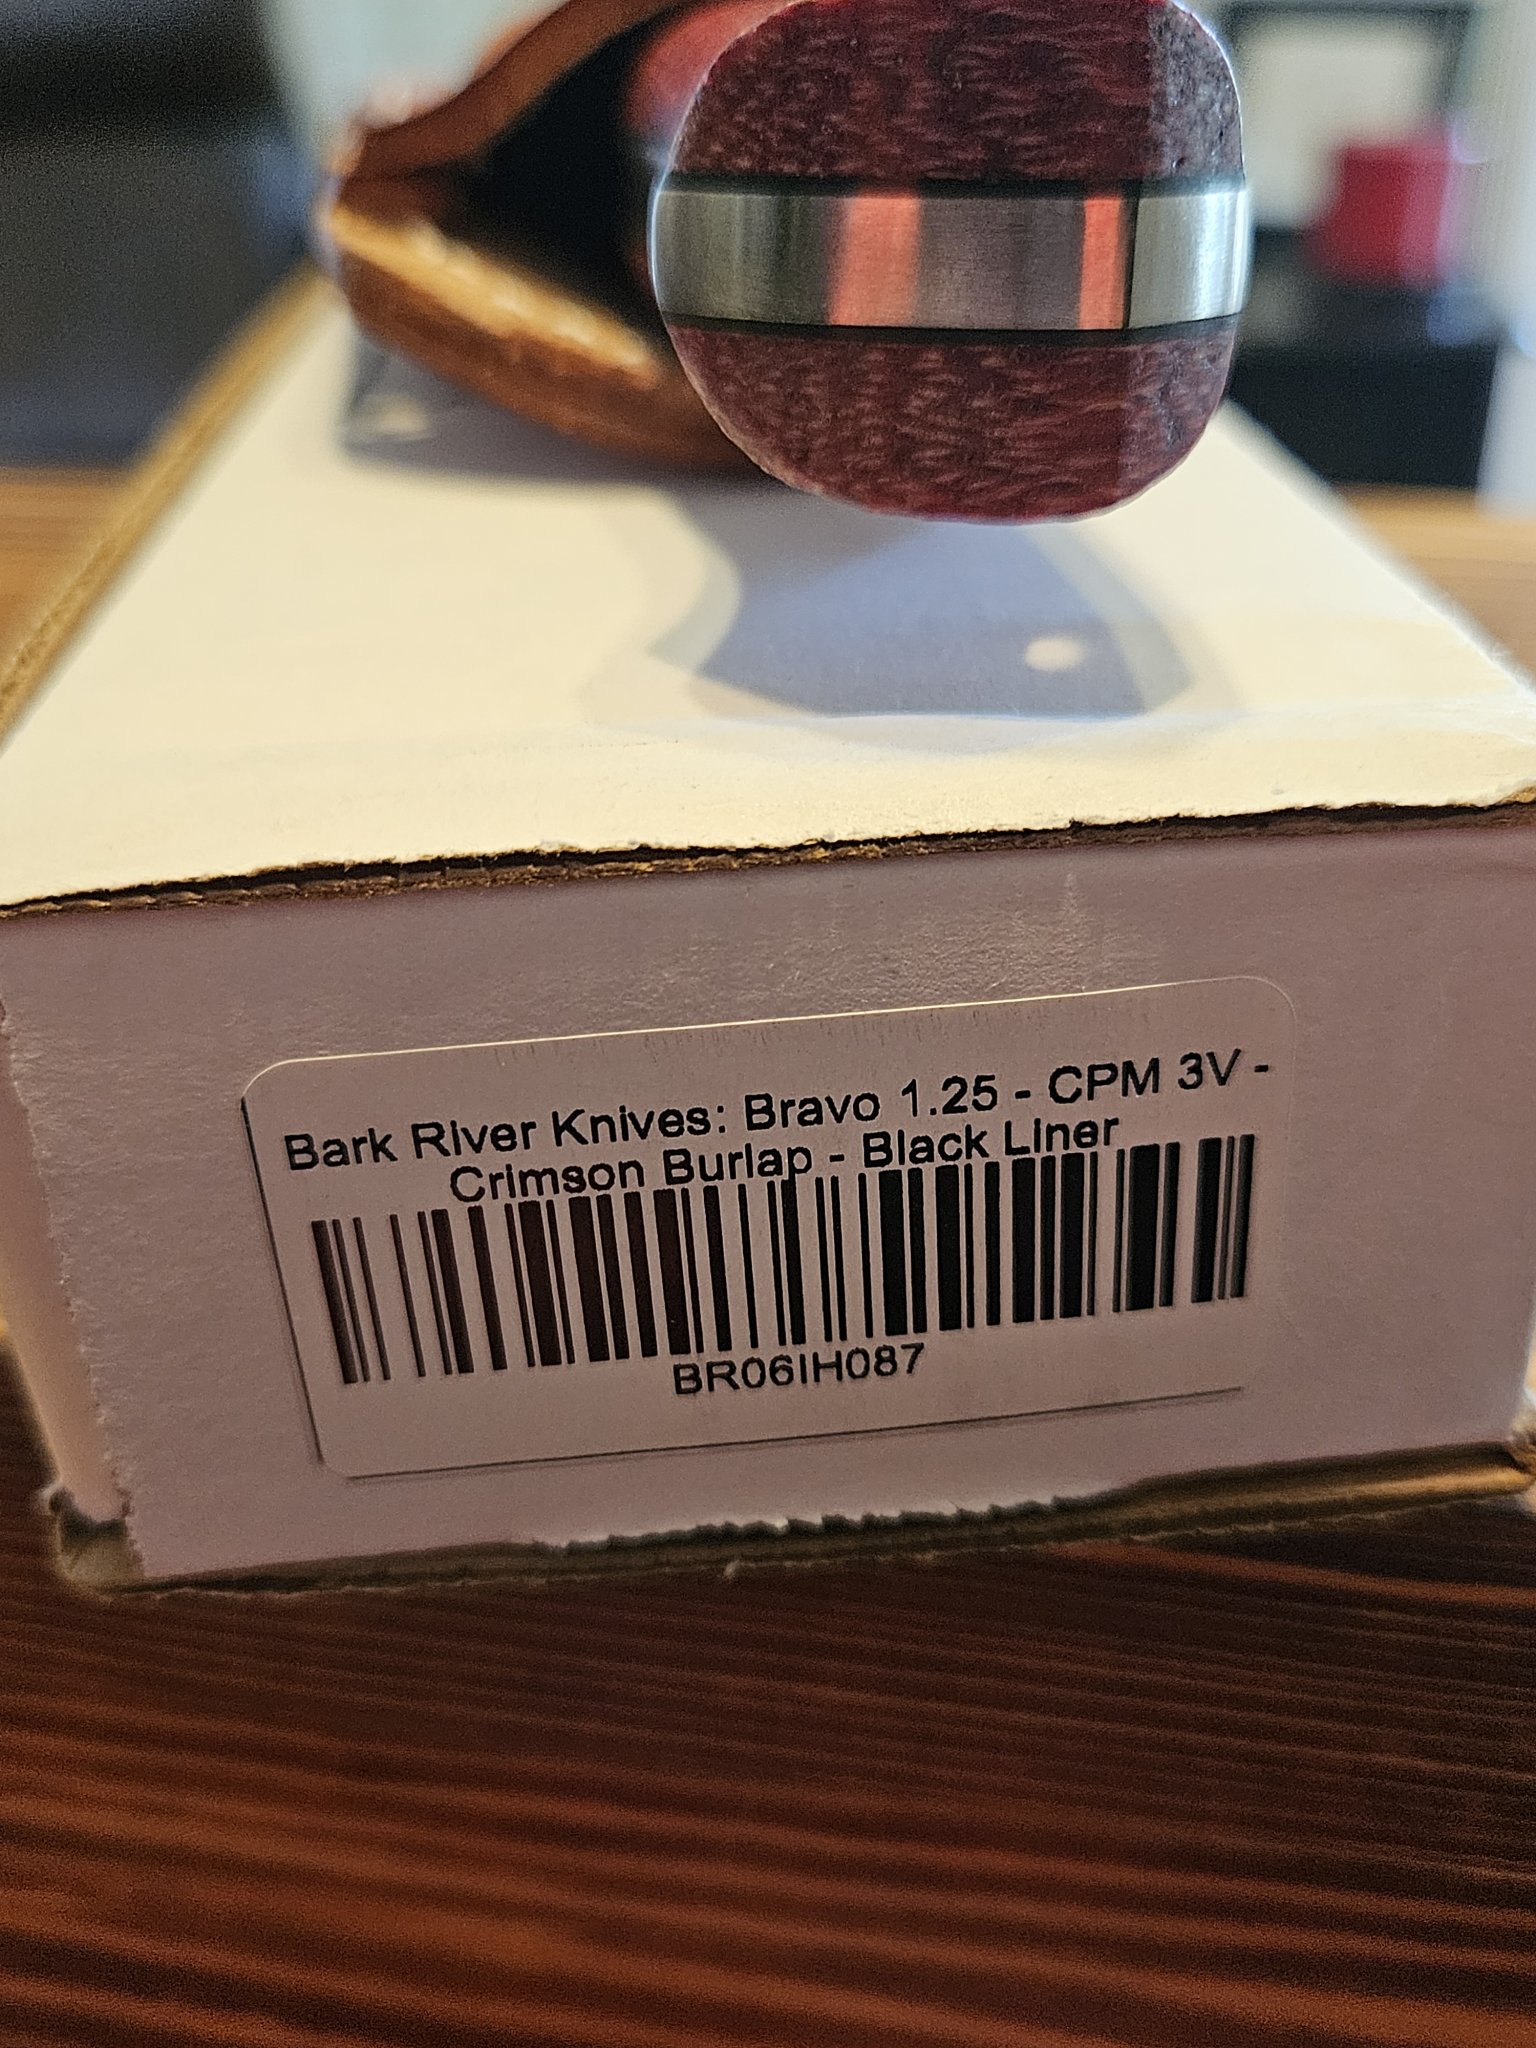 Bark River Knives: Bravo 1.25 - CPM 3V -
Crimson Burlap - Black Liner
BR06IH087